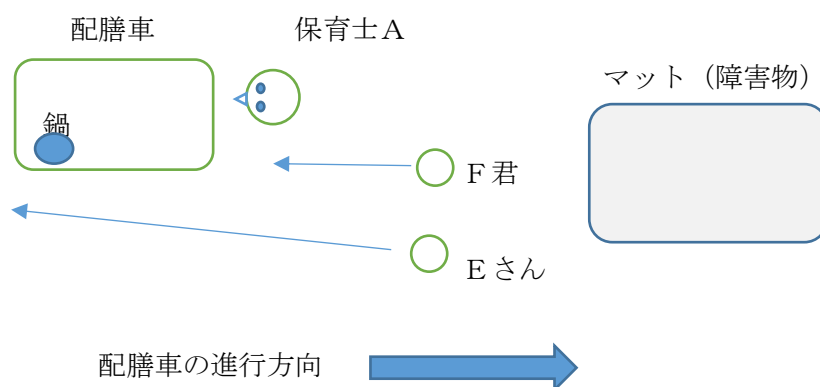 配膳車
保育士A
マット（障害物）
鍋
F君
Eさん
配膳車の進行方向